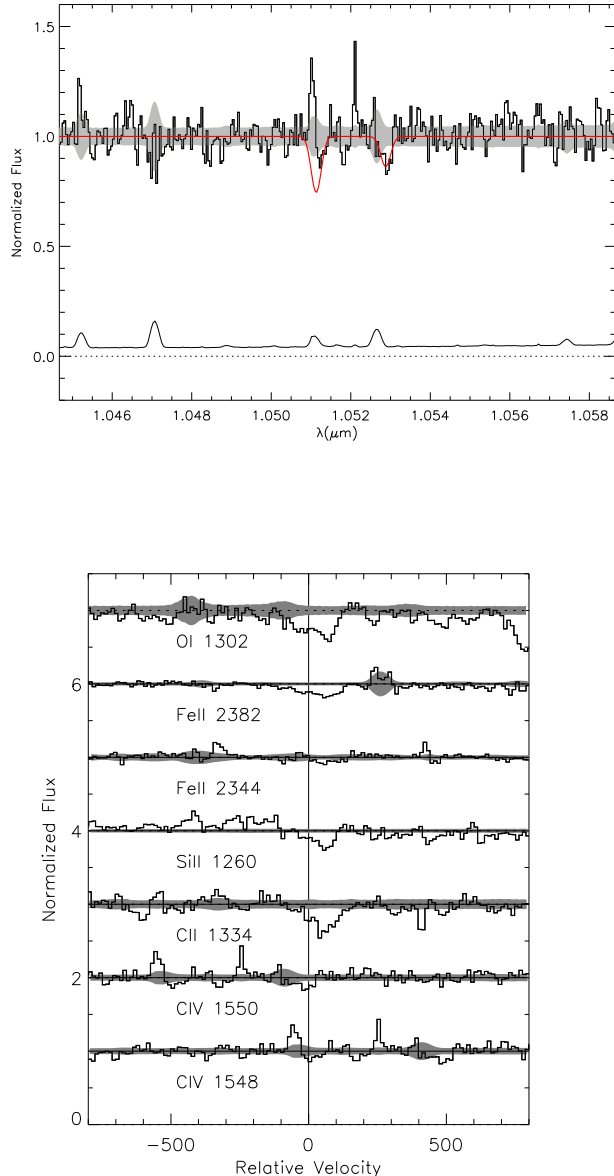 1.5
1.0
0.5
0.0
Normalized Flux
1.046 1.048 1.050 1.052 1.054 1.056 1.058
λ(μm)
OI 1302
6
FeII 2382
FeII 2344
4
SiII 1260
CII 1334
2
CIV 1550
CIV 1548
0
Normalized Flux
−500 0 500
Relative Velocity